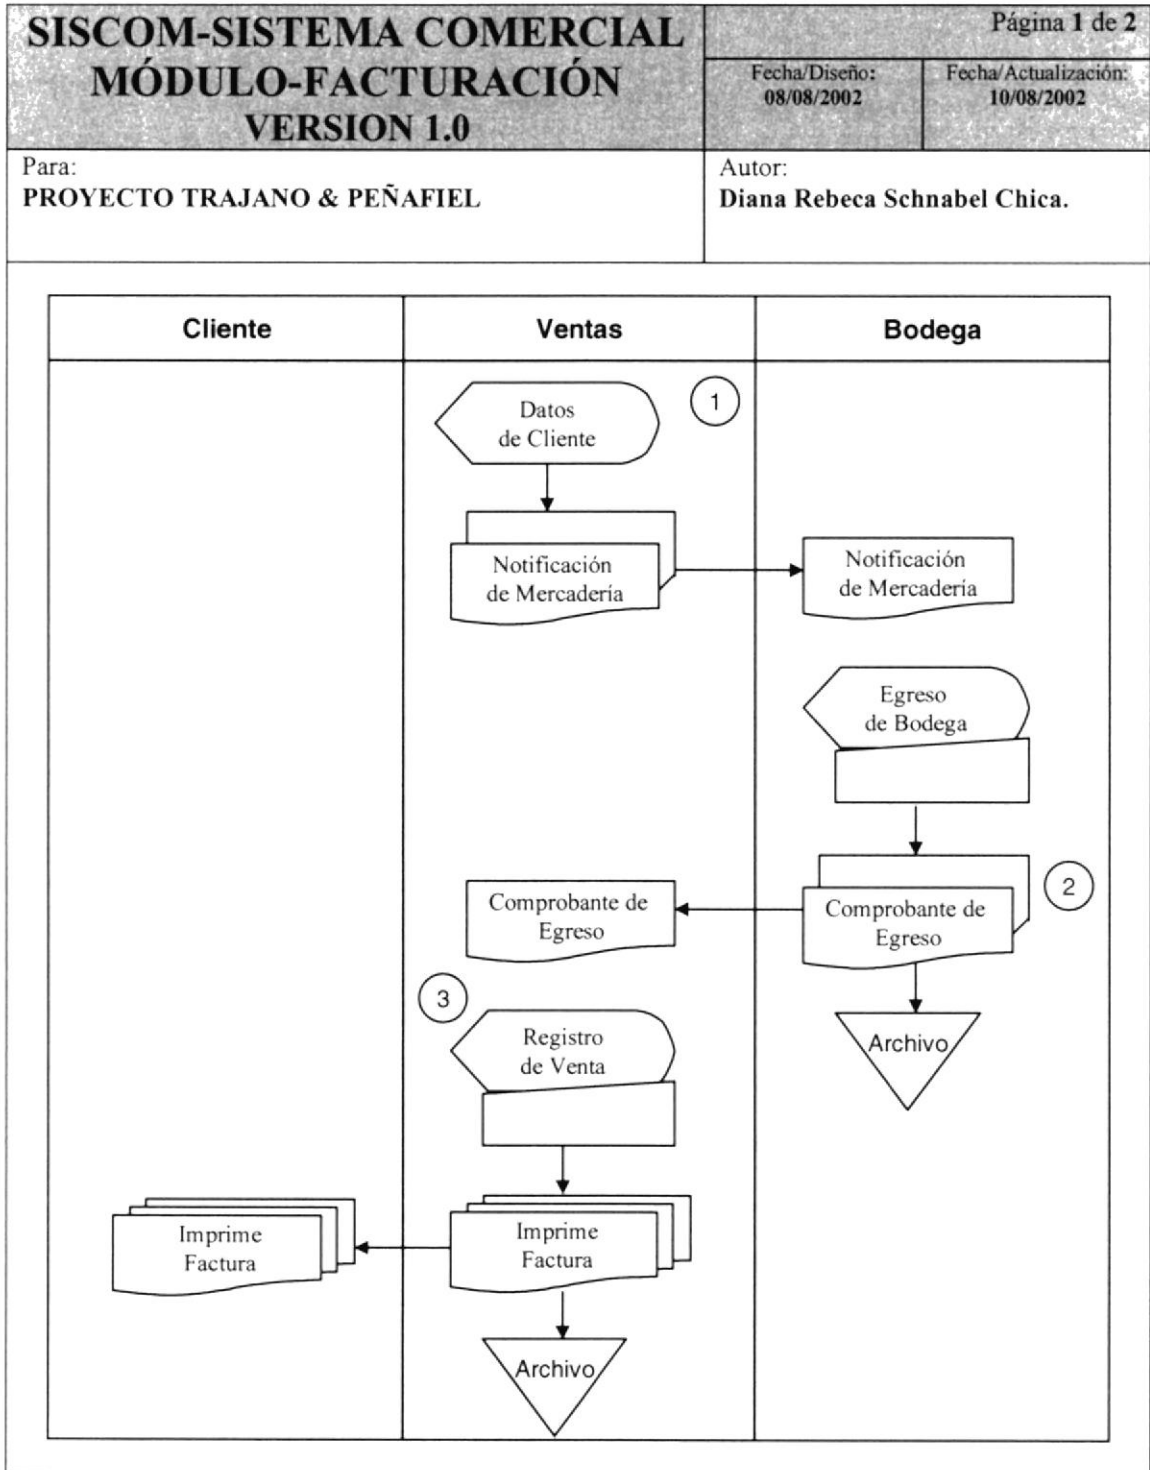 SISCOM-SISTEMA COMERCIAL
MÓDULO-FACTURACIÓN
VERSION 1.0
Página 1 de 2
Fecha/Diseño:
08/08/2002
Fecha/Actualización:
10/08/2002
Para:
PROYECTO TRAJANO & PEÑAFIEL
Autor:
Diana Rebeca Schnabel Chica.
Cliente
Ventas
Bodega
Datos
de Cliente
1
Notificación
de Mercadería
Notificación
de Mercadería
Egreso
de Bodega
Comprobante de
Egreso
Comprobante de
Egreso
2
Archivo
3
Registro
de Venta
Imprime
Factura
Imprime
Factura
Archivo